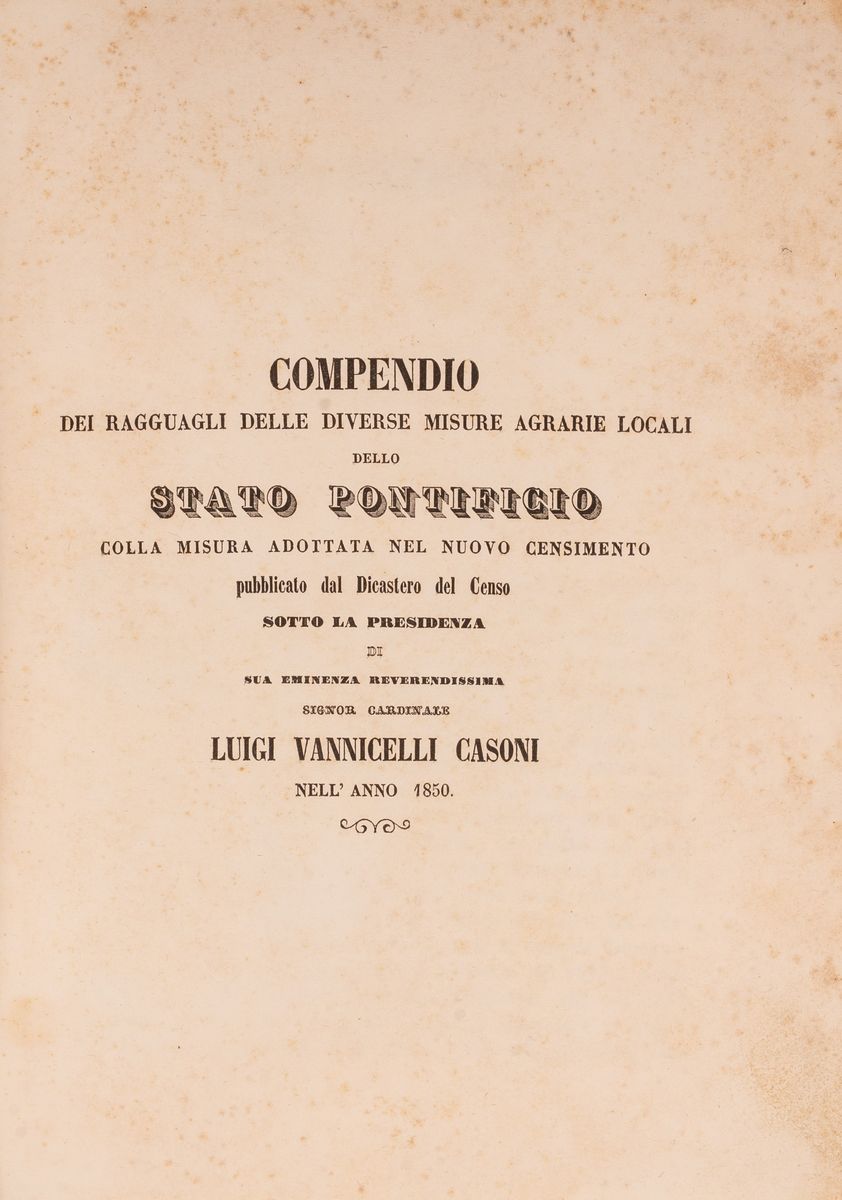 COMPENDIO
DEI RAGGUAGLI DELLE DIVERSE MISURE AGRARIE LOCALI
DELLO
STATO PONTIFICIO
COLLA MISURA ADOTTATA NEL NUOVO CENSIMENTO
pubblicato dal Dicastero del Censo
SOTTO LA PRESIDENZA
DI
SUA EMINENZA REVERENDISSIMA
SIGNOR CARDINALE
LUIGI VANNICELLI CASONI
NELL' ANNO 1850.